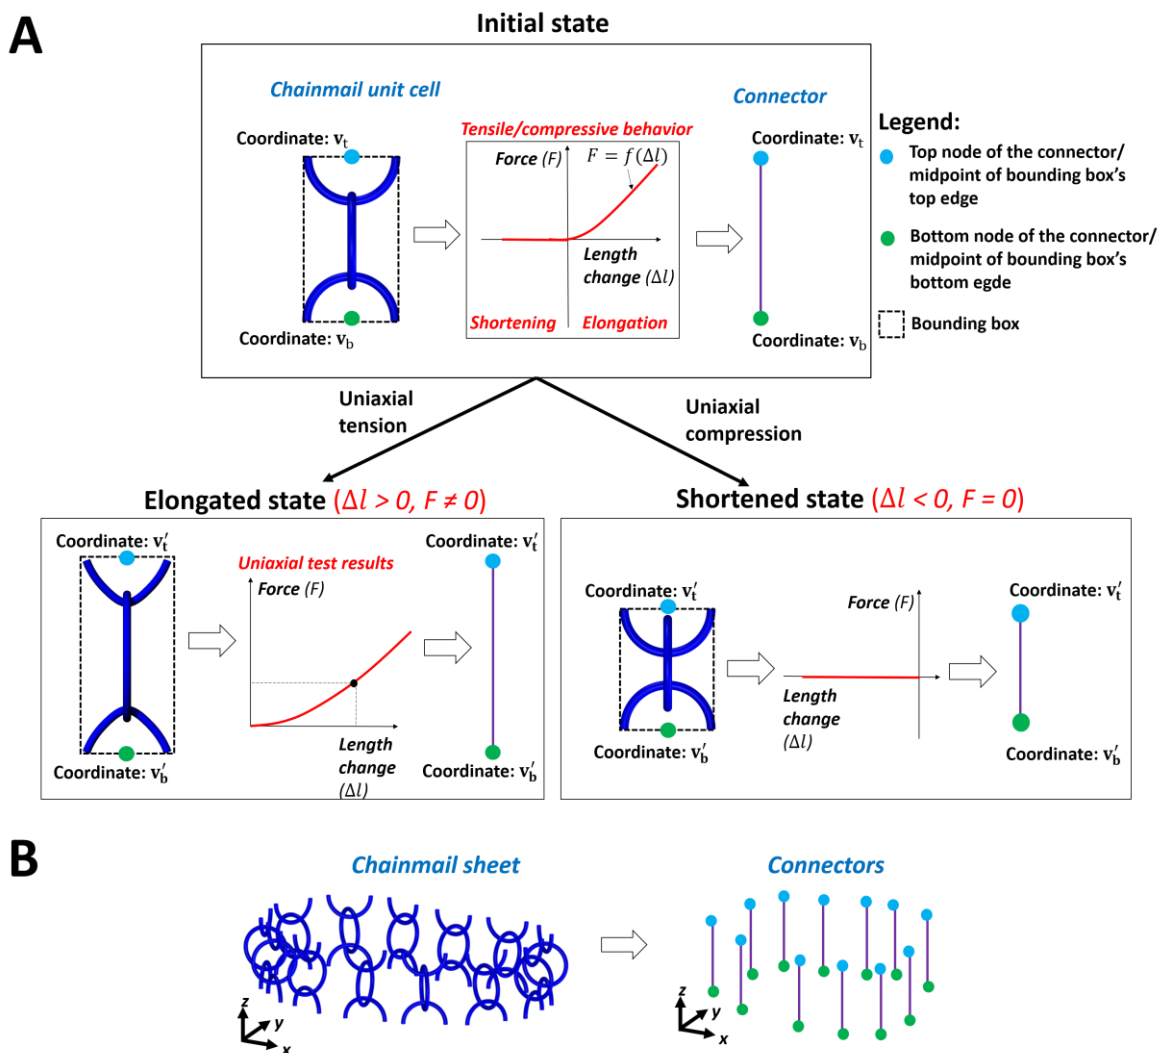 A
Initial state
Chainmail unit cell
Connector
Coordinate: vt
Tensile/compressive behavior
Force (F)
F = f(Δl)
Length
change (Δl)
Shortening
Elongation
Coordinate: vb
Coordinate: vt
Coordinate: vb
Legend:
Top node of the connector/
midpoint of bounding box's
top edge
Bottom node of the connector/
midpoint of bounding box's
bottom egde
Bounding box
Uniaxial
tension
Uniaxial
compression
Elongated state (Δl > 0, F ≠ 0)
Coordinate: v′t
Uniaxial test results
Force (F)
Length
change
(Δl)
Coordinate: v′b
Coordinate: v′t
Coordinate: v′b
Shortened state (Δl < 0, F = 0)
Coordinate: v′t
Force (F)
Length
change
(Δl)
Coordinate: v′b
Coordinate: v′t
Coordinate: v′b
B
Chainmail sheet
Connectors
z
y
x
z
y
x